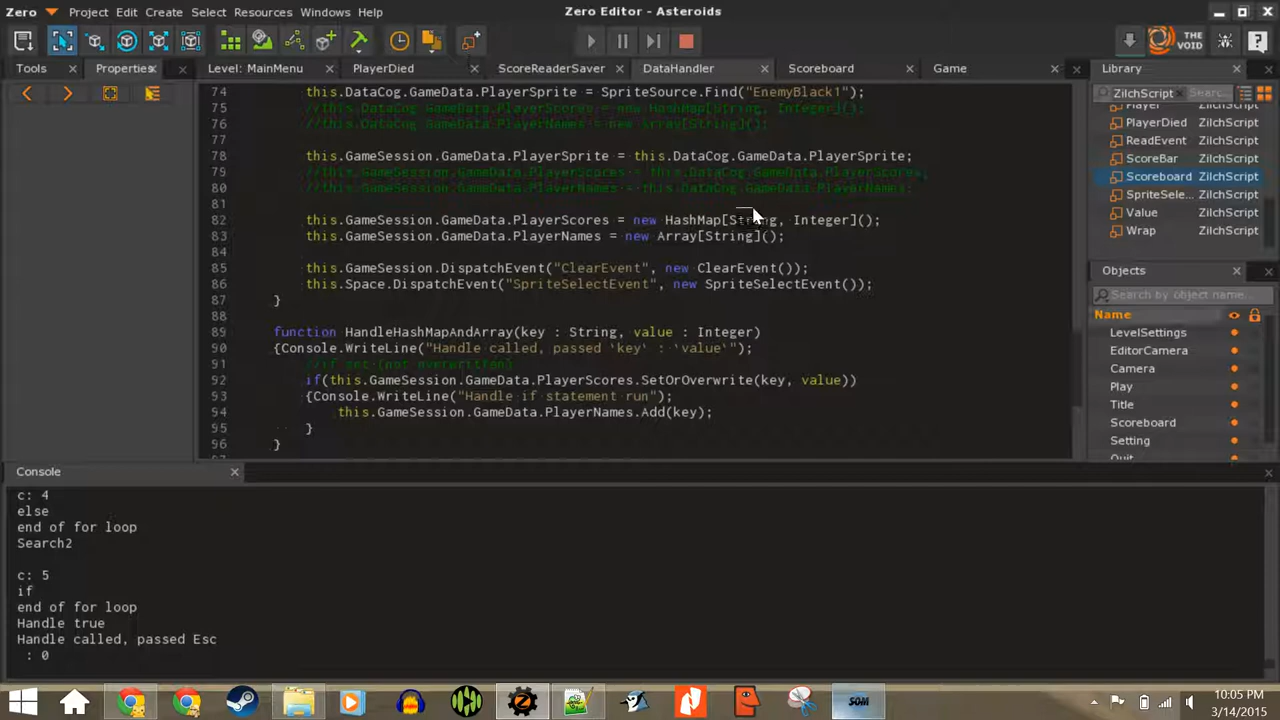 Zero Project Edit Create Select Resources Windows Help Zero Editor - Asteroids
THE VOID
Tools Properties Level: MainMenu PlayerDied ScoreReaderSaver DataHandler Scoreboard Game Library
ZilchScript Searc
74 this.DataCog.GameData.PlayerSprite = SpriteSource.Find("EnemyBlack1");
75 //this.DataCog.GameData.PlayerScores = new HashMap[String, Integer]();
76 //this.DataCog.GameData.PlayerNames = new Array[String]();
77
78 this.GameSession.GameData.PlayerSprite = this.DataCog.GameData.PlayerSprite;
79 //this.GameSession.GameData.PlayerScores = this.DataCog.GameData.PlayerScores;
80 //this.GameSession.GameData.PlayerNames = this.DataCog.GameData.PlayerNames;
81
82 this.GameSession.GameData.PlayerScores = new HashMap[String, Integer]();
83 this.GameSession.GameData.PlayerNames = new Array[String]();
84
85 this.GameSession.DispatchEvent("ClearEvent", new ClearEvent());
86 this.Space.DispatchEvent("SpriteSelectEvent", new SpriteSelectEvent());
87 }
88
89 function HandleHashMapAndArray(key : String, value : Integer)
90 {Console.WriteLine("Handle called, passed `key` : `value`");
91 //if set (not overwritten)
92 if(this.GameSession.GameData.PlayerScores.SetOrOverwrite(key, value))
93 {Console.WriteLine("Handle if statement run");
94 this.GameSession.GameData.PlayerNames.Add(key);
95 }
96 }
Player ZilchScript
PlayerDied ZilchScript
ReadEvent ZilchScript
ScoreBar ZilchScript
Scoreboard ZilchScript
SpriteSele... ZilchScript
Value ZilchScript
Wrap ZilchScript
Objects
Search by object name...
Name
LevelSettings
EditorCamera
Camera
Play
Title
Scoreboard
Setting
Quit
Console
c: 4
else
end of for loop
Search2
c: 5
if
end of for loop
Handle true
Handle called, passed Esc
: 0
SOM
10:05 PM
3/14/2015